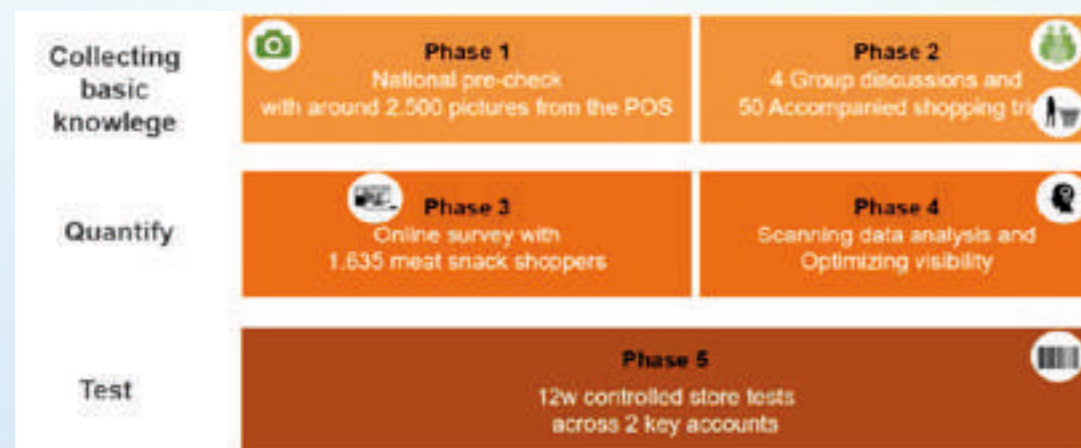 Collecting
basic
knowlege
Phase 1
National pre-check
with around 2.500 pictures from the POS
Phase 2
4 Group discussions and
50 Accompanied shopping
Quantify
Phase 3
Online survey with
1.635 meat snack shoppers
Phase 4
Scanning data analysis and
Optimizing visibility
Test
Phase 5
12w controlled store tests
across 2 key accounts